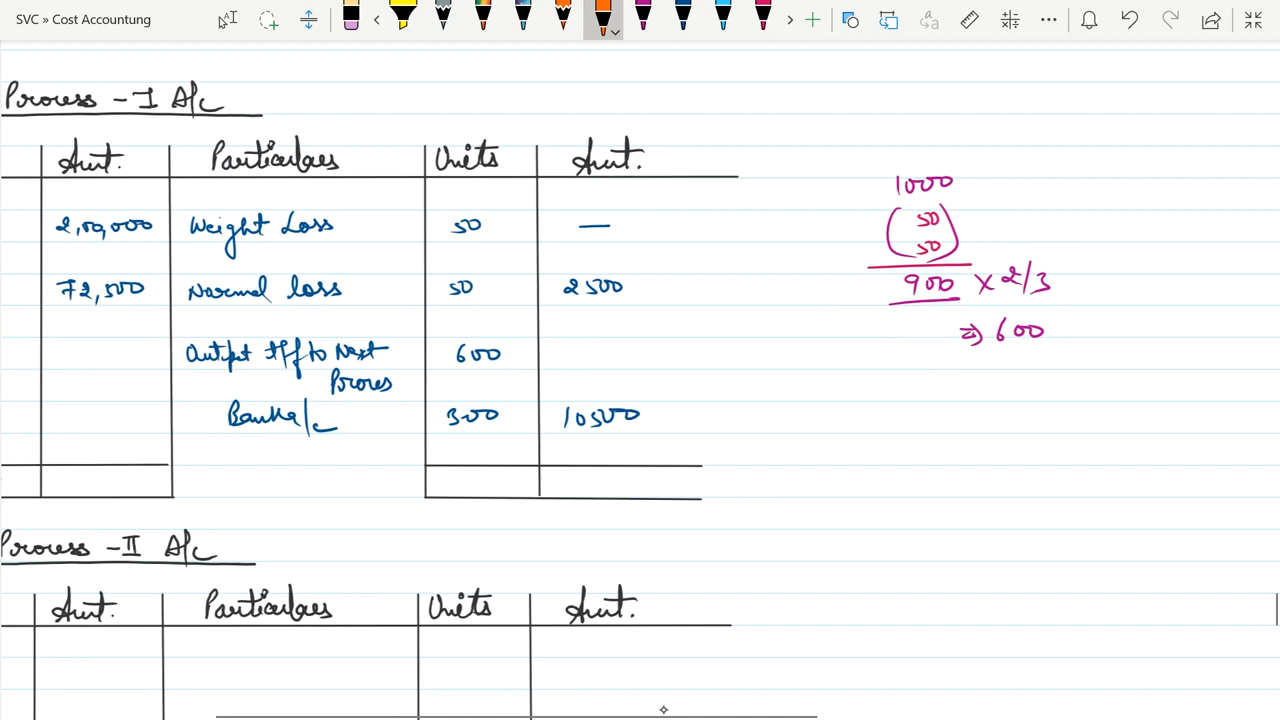 SVC » Cost Accountung
Process - I A/c
Amt. Particulars Units Amt.
2,00,000 Weight Loss 50 —
72,500 Normal loss 50 2500
Output tff to Next 600
Process
Bank a/c 300 10500
1000
(50
50)
900 × 2/3
⇒ 600
Process - II A/c
Amt. Particulars Units Amt.